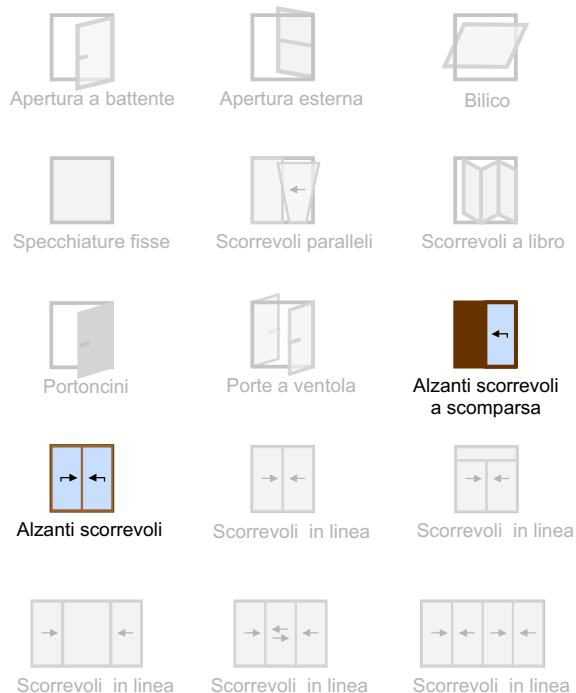 Apertura a battente
Apertura esterna
Bilico
Specchiature fisse
Scorrevoli paralleli
Scorrevoli a libro
Portoncini
Porte a ventola
Alzanti scorrevoli
a scomparsa
Alzanti scorrevoli
Scorrevoli in linea
Scorrevoli in linea
Scorrevoli in linea
Scorrevoli in linea
Scorrevoli in linea